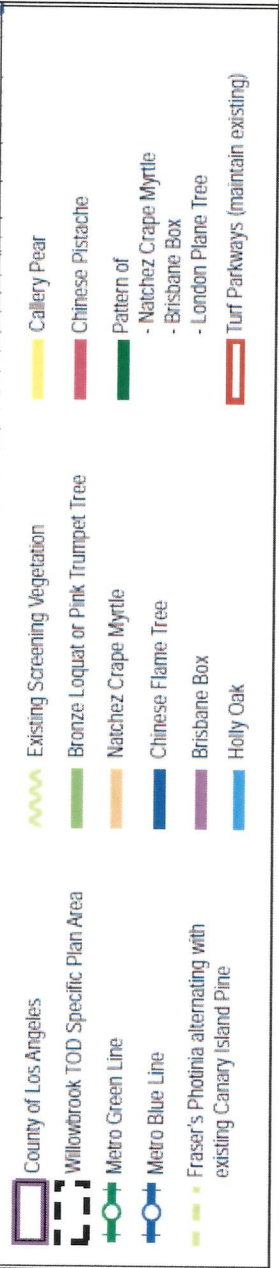 County of Los Angeles
Willowbrook TOD Specific Plan Area
Metro Green Line
Metro Blue Line
Fraser's Photinia alternating with
existing Canary Island Pine
Existing Screening Vegetation
Bronze Loquat or Pink Trumpet Tree
Natchez Crape Myrtle
Chinese Flame Tree
Brisbane Box
Holly Oak
Callery Pear
Chinese Pistache
Pattern of
- Natchez Crape Myrtle
- Brisbane Box
- London Plane Tree
Turf Parkways (maintain existing)